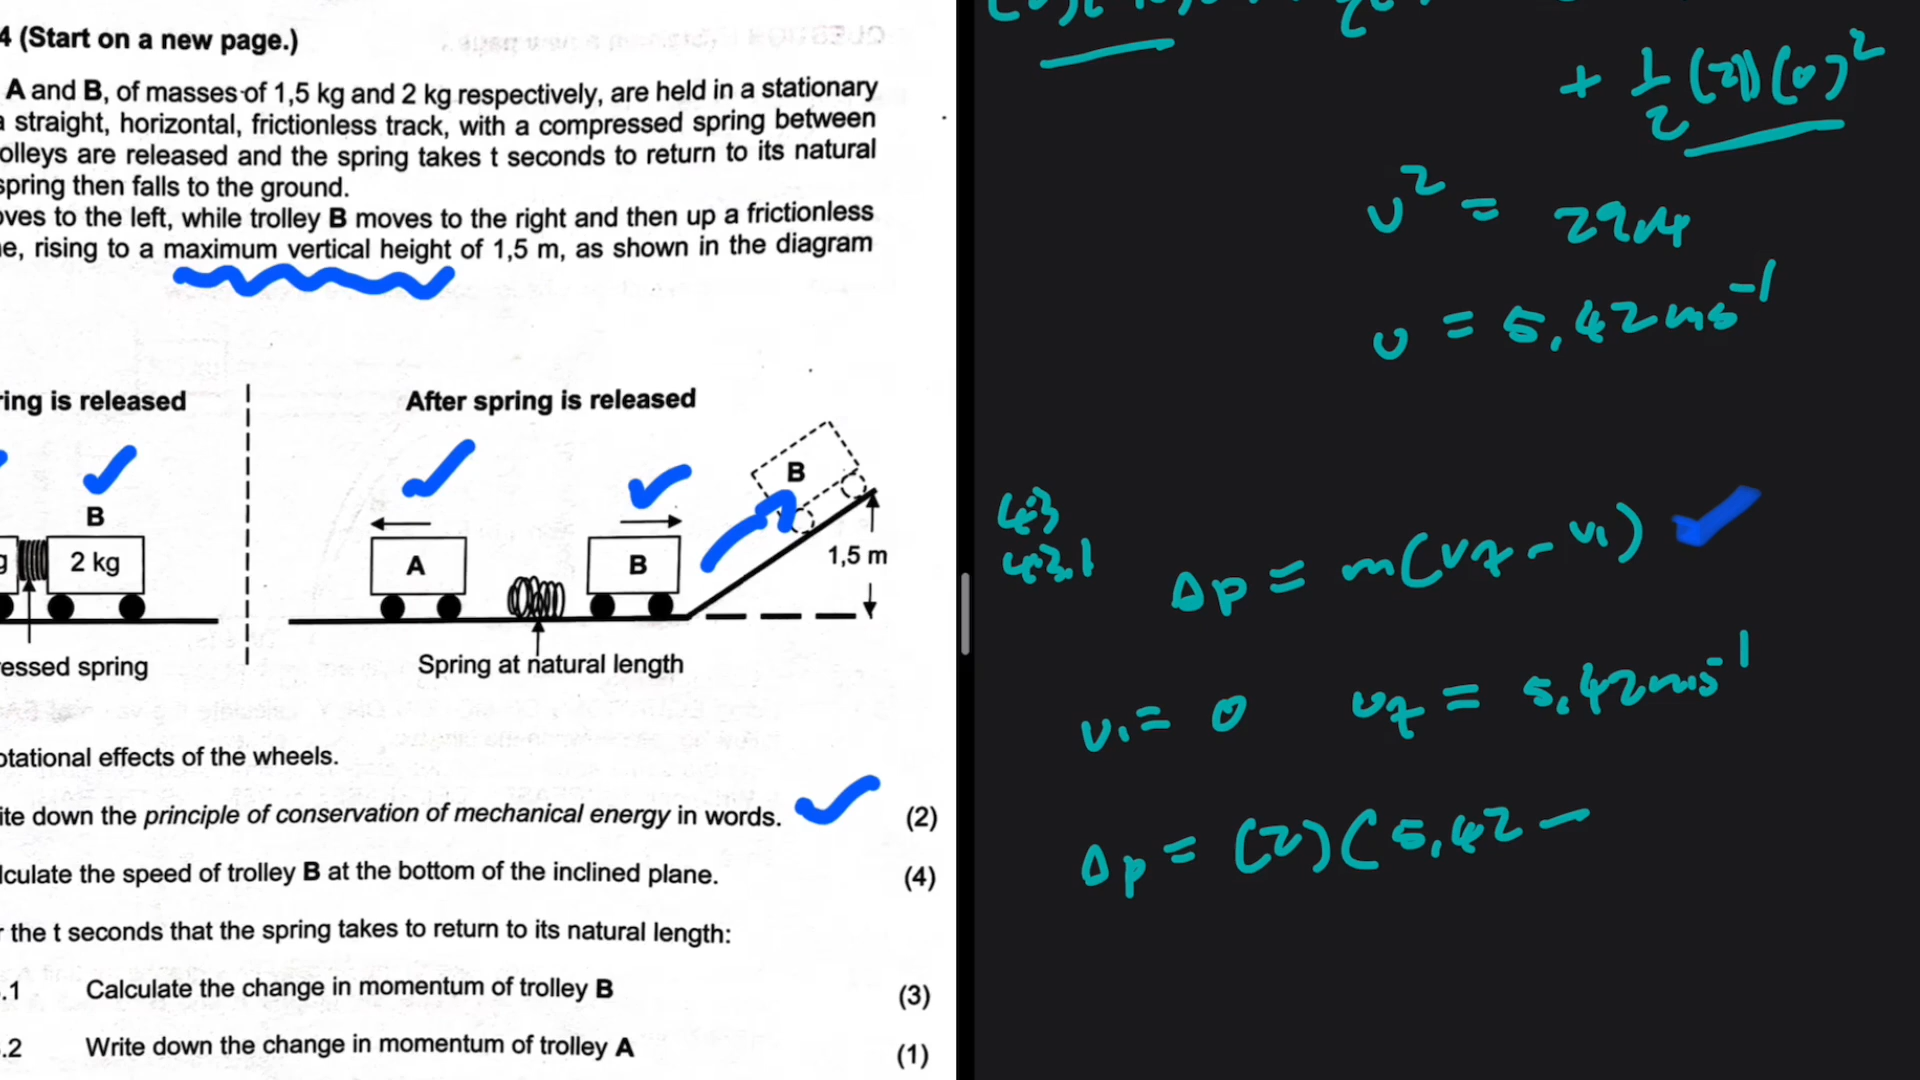 4 (Start on a new page.)
A and B, of masses of 1,5 kg and 2 kg respectively, are held in a stationary
a straight, horizontal, frictionless track, with a compressed spring between
olleys are released and the spring takes t seconds to return to its natural
spring then falls to the ground.
oves to the left, while trolley B moves to the right and then up a frictionless
e, rising to a maximum vertical height of 1,5 m, as shown in the diagram
ring is released
After spring is released
B
g
2 kg
A
B
B
1,5 m
essed spring
Spring at natural length
otational effects of the wheels.
ite down the principle of conservation of mechanical energy in words. (2)
lculate the speed of trolley B at the bottom of the inclined plane. (4)
r the t seconds that the spring takes to return to its natural length:
.1 Calculate the change in momentum of trolley B (3)
.2 Write down the change in momentum of trolley A (1)
+ 1/2 (2)(0)²
v² = 29,4
v = 5,42 ms⁻¹
4.3
4.3.1
Δp = m(vf - vi)
vi = 0 vf = 5,42 ms⁻¹
Δp = (2)(5,42 -